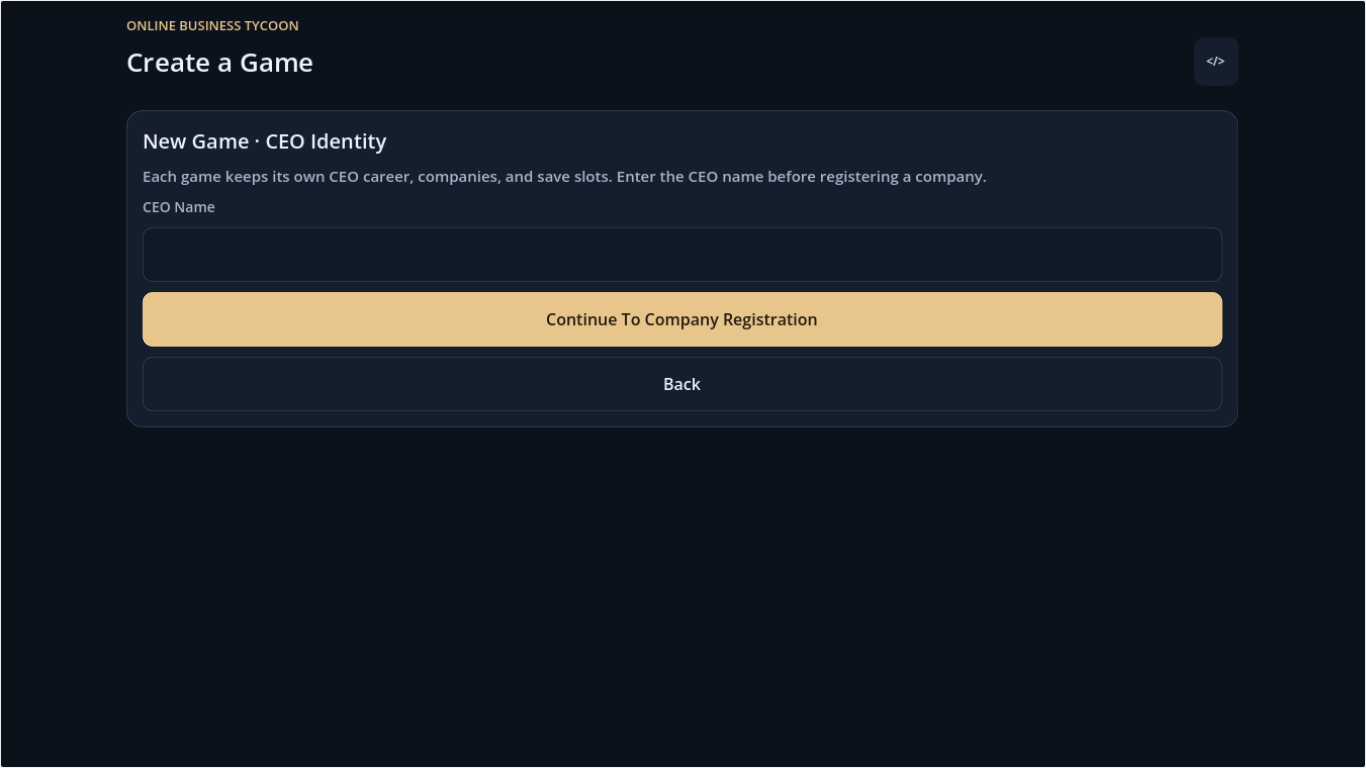 ONLINE BUSINESS TYCOON
Create a Game
</>
New Game · CEO Identity
Each game keeps its own CEO career, companies, and save slots. Enter the CEO name before registering a company.
CEO Name
Continue To Company Registration
Back